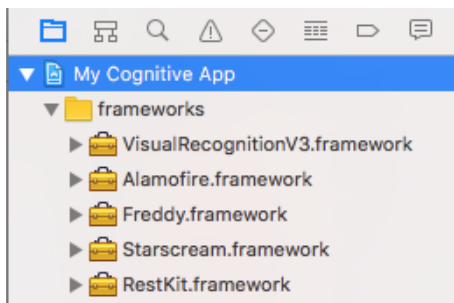 My Cognitive App
frameworks
VisualRecognitionV3.framework
Alamofire.framework
Freddy.framework
Starscream.framework
RestKit.framework